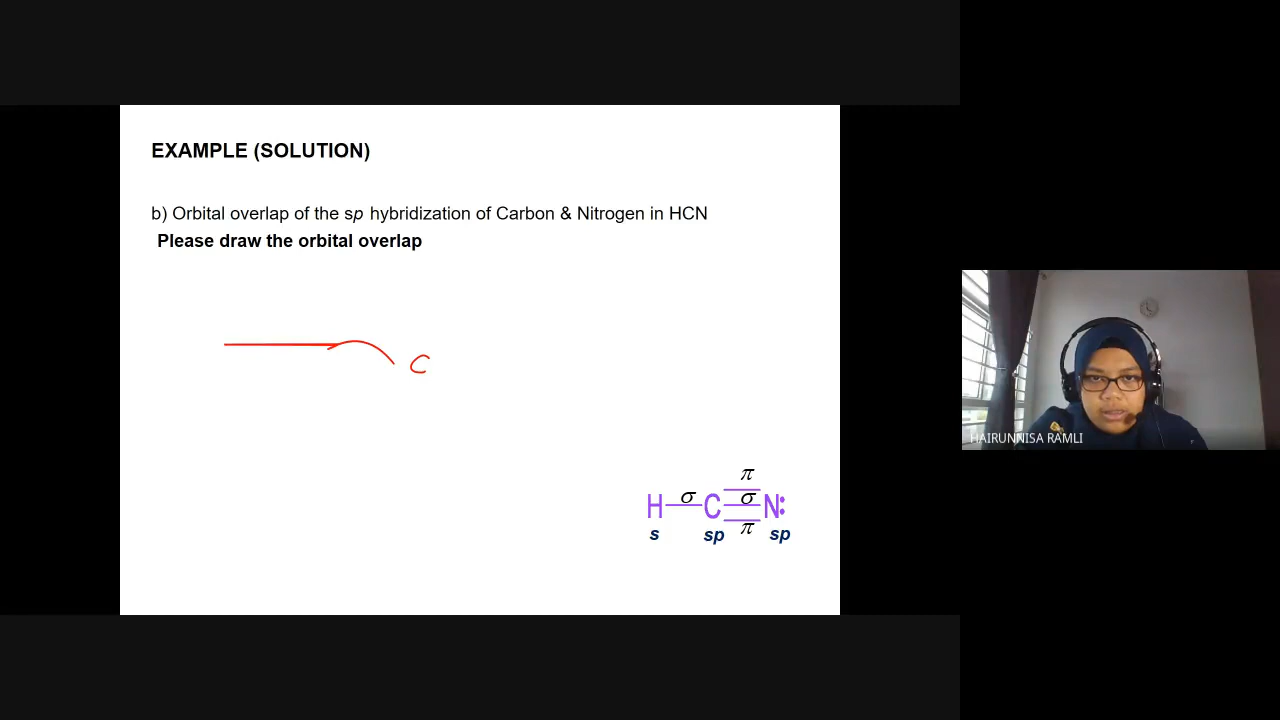 EXAMPLE (SOLUTION)
b) Orbital overlap of the sp hybridization of Carbon & Nitrogen in HCN
Please draw the orbital overlap
C
HAIRUNNISA RAMLI
π
H σ C σ N:
s sp π sp